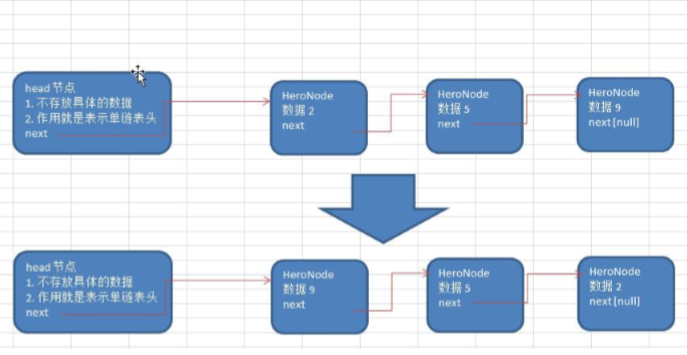 head 节点
1. 不存放具体的数据
2. 作用就是表示单链表头
next
HeroNode
数据 2
next
HeroNode
数据 5
next
HeroNode
数据 9
next [null]
head 节点
1. 不存放具体的数据
2. 作用就是表示单链表头
next
HeroNode
数据 9
next
HeroNode
数据 5
next
HeroNode
数据 2
next [null]